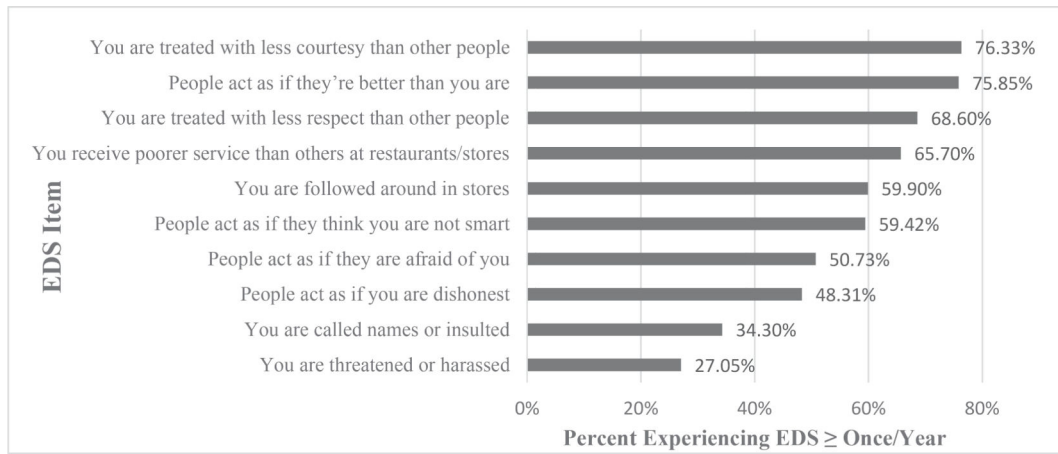 You are treated with less courtesy than other people 76.33%
People act as if they're better than you are 75.85%
You are treated with less respect than other people 68.60%
You receive poorer service than others at restaurants/stores 65.70%
You are followed around in stores 59.90%
People act as if they think you are not smart 59.42%
People act as if they are afraid of you 50.73%
People act as if you are dishonest 48.31%
You are called names or insulted 34.30%
You are threatened or harassed 27.05%
EDS Item
0% 20% 40% 60% 80%
Percent Experiencing EDS ≥ Once/Year